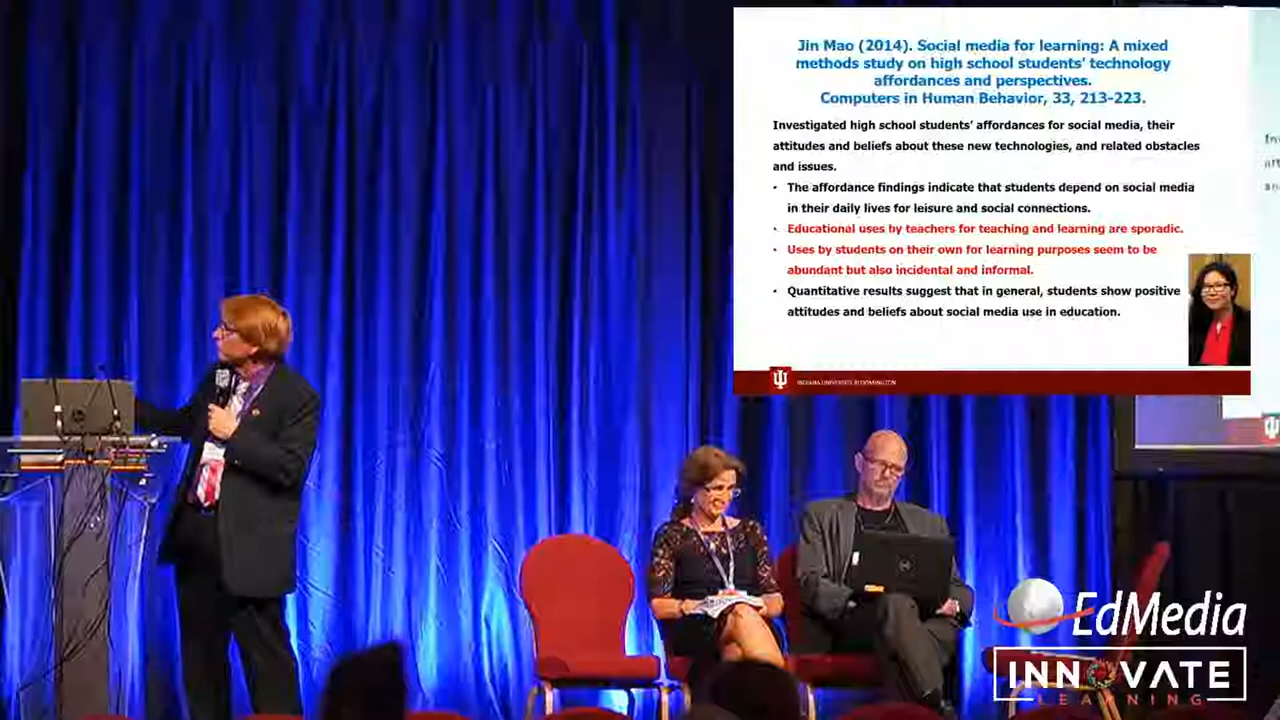 Jin Mao (2014). Social media for learning: A mixed
methods study on high school students' technology
affordances and perspectives.
Computers in Human Behavior, 33, 213-223.
Investigated high school students' affordances for social media, their
attitudes and beliefs about these new technologies, and related obstacles
and issues.
• The affordance findings indicate that students depend on social media
in their daily lives for leisure and social connections.
• Educational uses by teachers for teaching and learning are sporadic.
• Uses by students on their own for learning purposes seem to be
abundant but also incidental and informal.
• Quantitative results suggest that in general, students show positive
attitudes and beliefs about social media use in education.
INDIANA UNIVERSITY BLOOMINGTON
EdMedia
INNOVATE
LEARNING